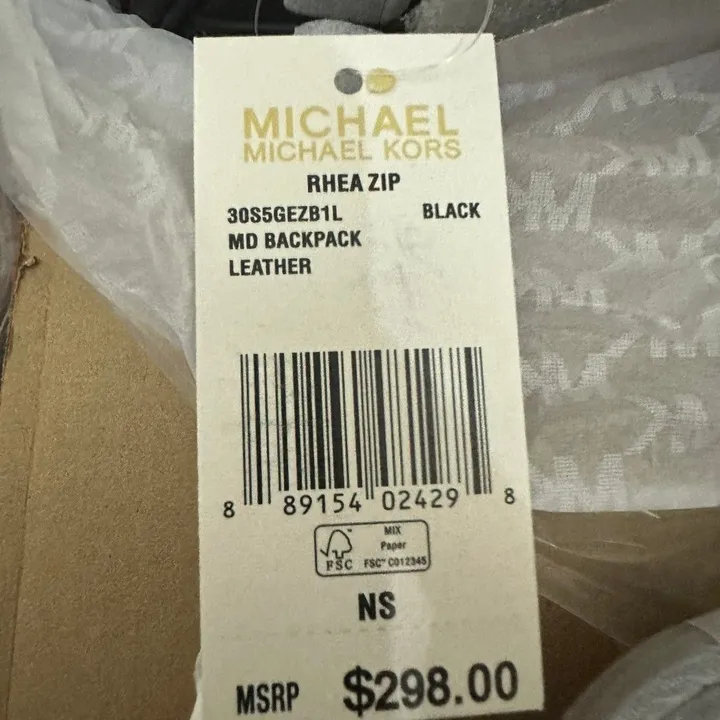 MICHAEL
MICHAEL KORS
RHEA ZIP
30S5GEZB1L BLACK
MD BACKPACK
LEATHER
8 89154 02429 8
MIX
Paper
FSC FSC™ C012345
NS
MSRP $298.00